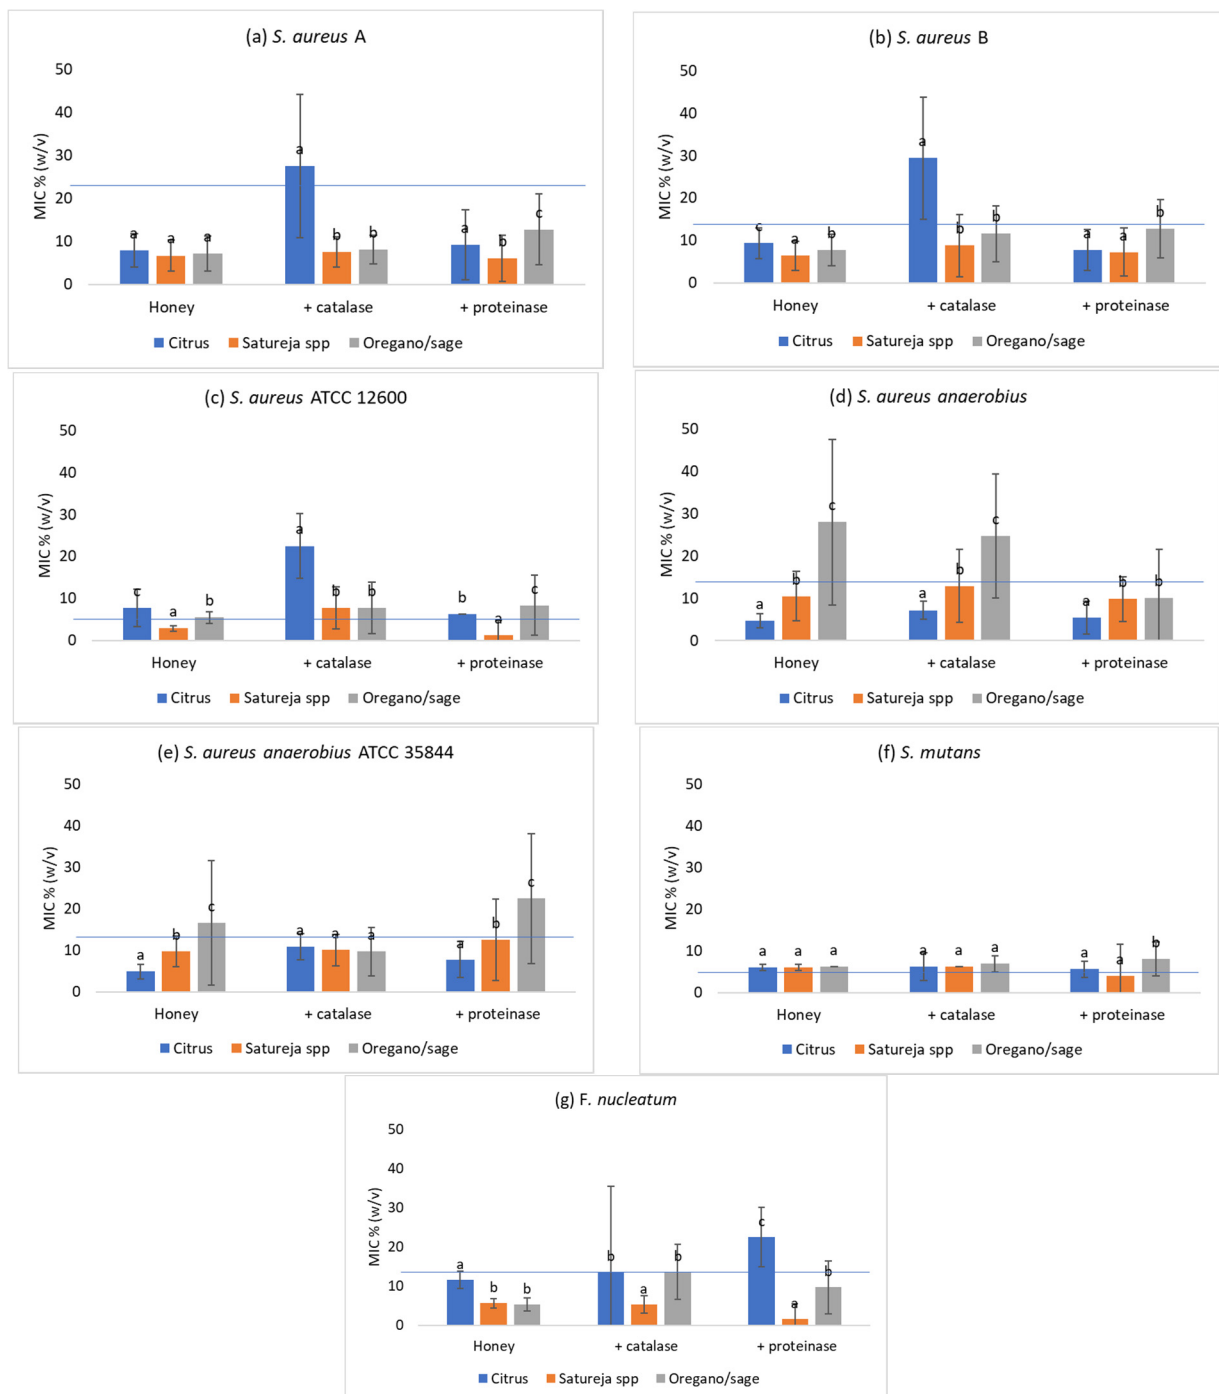 (a) S. aureus A
MIC % (w/v)
50
40
30
20
10
0
a a a
a b b
a b c
Honey + catalase + proteinase
Citrus Satureja spp Oregano/sage
(b) S. aureus B
MIC % (w/v)
50
40
30
20
10
0
c a b
a b b
a a b
Honey + catalase + proteinase
Citrus Satureja spp Oregano/sage
(c) S. aureus ATCC 12600
MIC % (w/v)
50
40
30
20
10
0
c a b
a b b
b a c
Honey + catalase + proteinase
Citrus Satureja spp Oregano/sage
(d) S. aureus anaerobius
MIC % (w/v)
50
40
30
20
10
0
a b c
a b c
a b b
Honey + catalase + proteinase
Citrus Satureja spp Oregano/sage
(e) S. aureus anaerobius ATCC 35844
MIC % (w/v)
50
40
30
20
10
0
a b c
a a a
a b c
Honey + catalase + proteinase
Citrus Satureja spp Oregano/sage
(f) S. mutans
MIC % (w/v)
50
40
30
20
10
0
a a a
a a a
a a b
Honey + catalase + proteinase
Citrus Satureja spp Oregano/sage
(g) F. nucleatum
MIC % (w/v)
50
40
30
20
10
0
a b b
b a b
c a b
Honey + catalase + proteinase
Citrus Satureja spp Oregano/sage